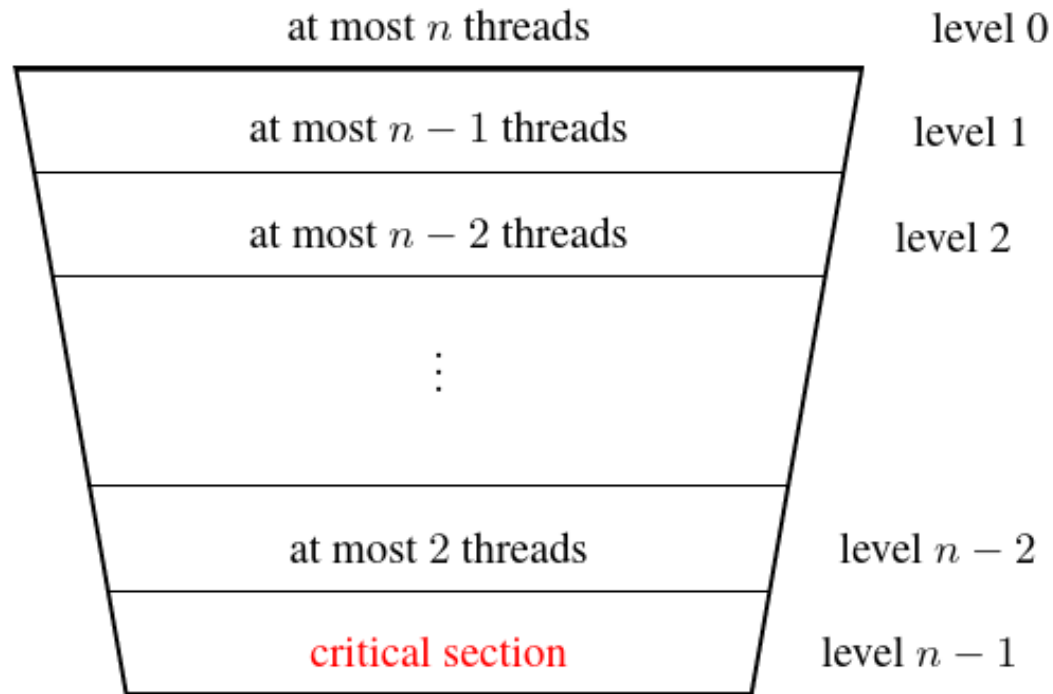 at most n threads level 0
at most n − 1 threads level 1
at most n − 2 threads level 2
⋮
at most 2 threads level n − 2
critical section level n − 1